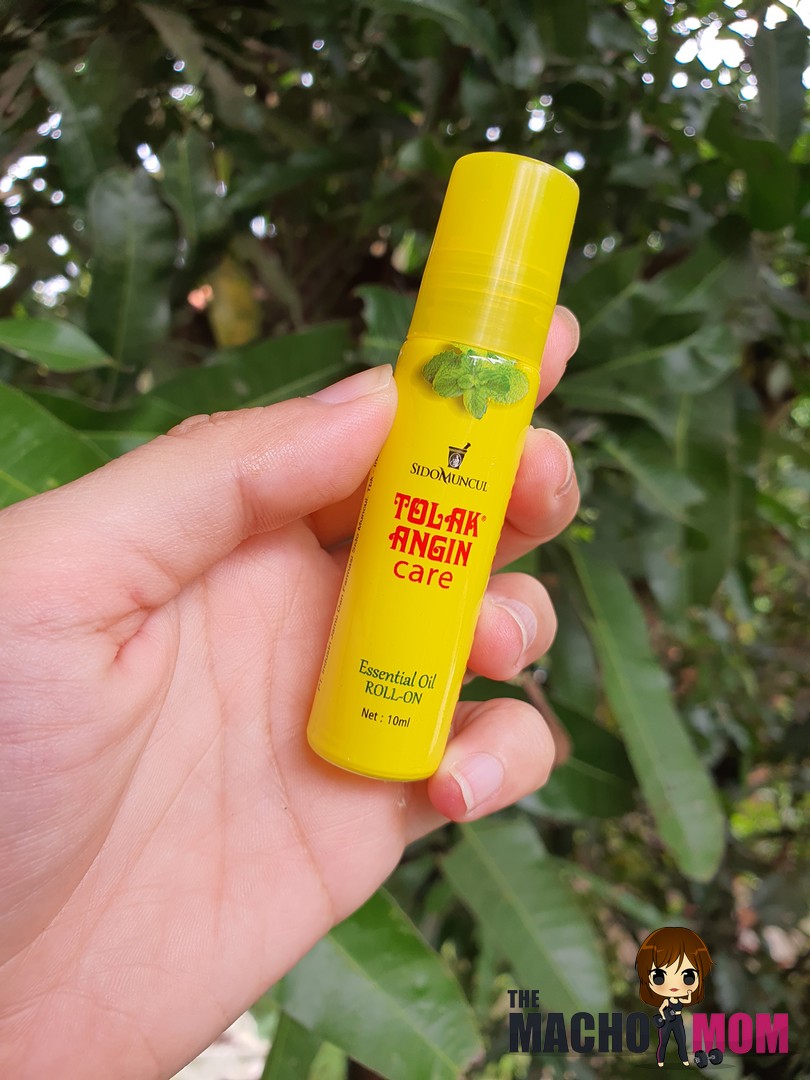 SIDOMUNCUL
TOLAK®
ANGIN
care
Essential Oil
ROLL-ON
Net : 10ml
THE
MACHO MOM